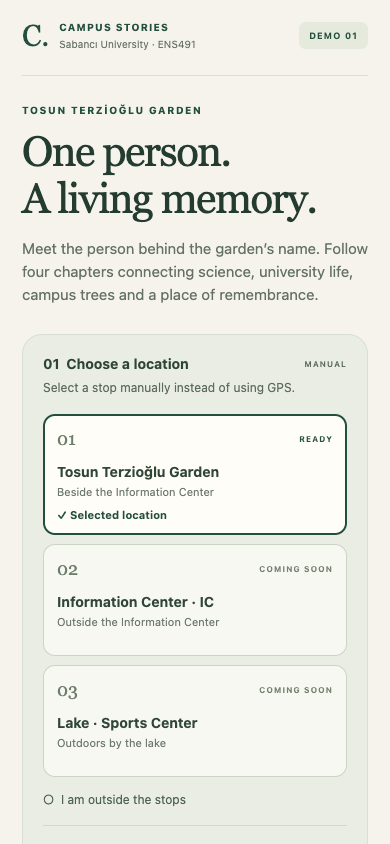 C.
CAMPUS STORIES
Sabancı University · ENS491
DEMO 01
TOSUN TERZİOĞLU GARDEN
One person.
A living memory.
Meet the person behind the garden’s name. Follow
four chapters connecting science, university life,
campus trees and a place of remembrance.
01 Choose a location
MANUAL
Select a stop manually instead of using GPS.
01
READY
Tosun Terzioğlu Garden
Beside the Information Center
✓ Selected location
02
COMING SOON
Information Center · IC
Outside the Information Center
03
COMING SOON
Lake · Sports Center
Outdoors by the lake
I am outside the stops